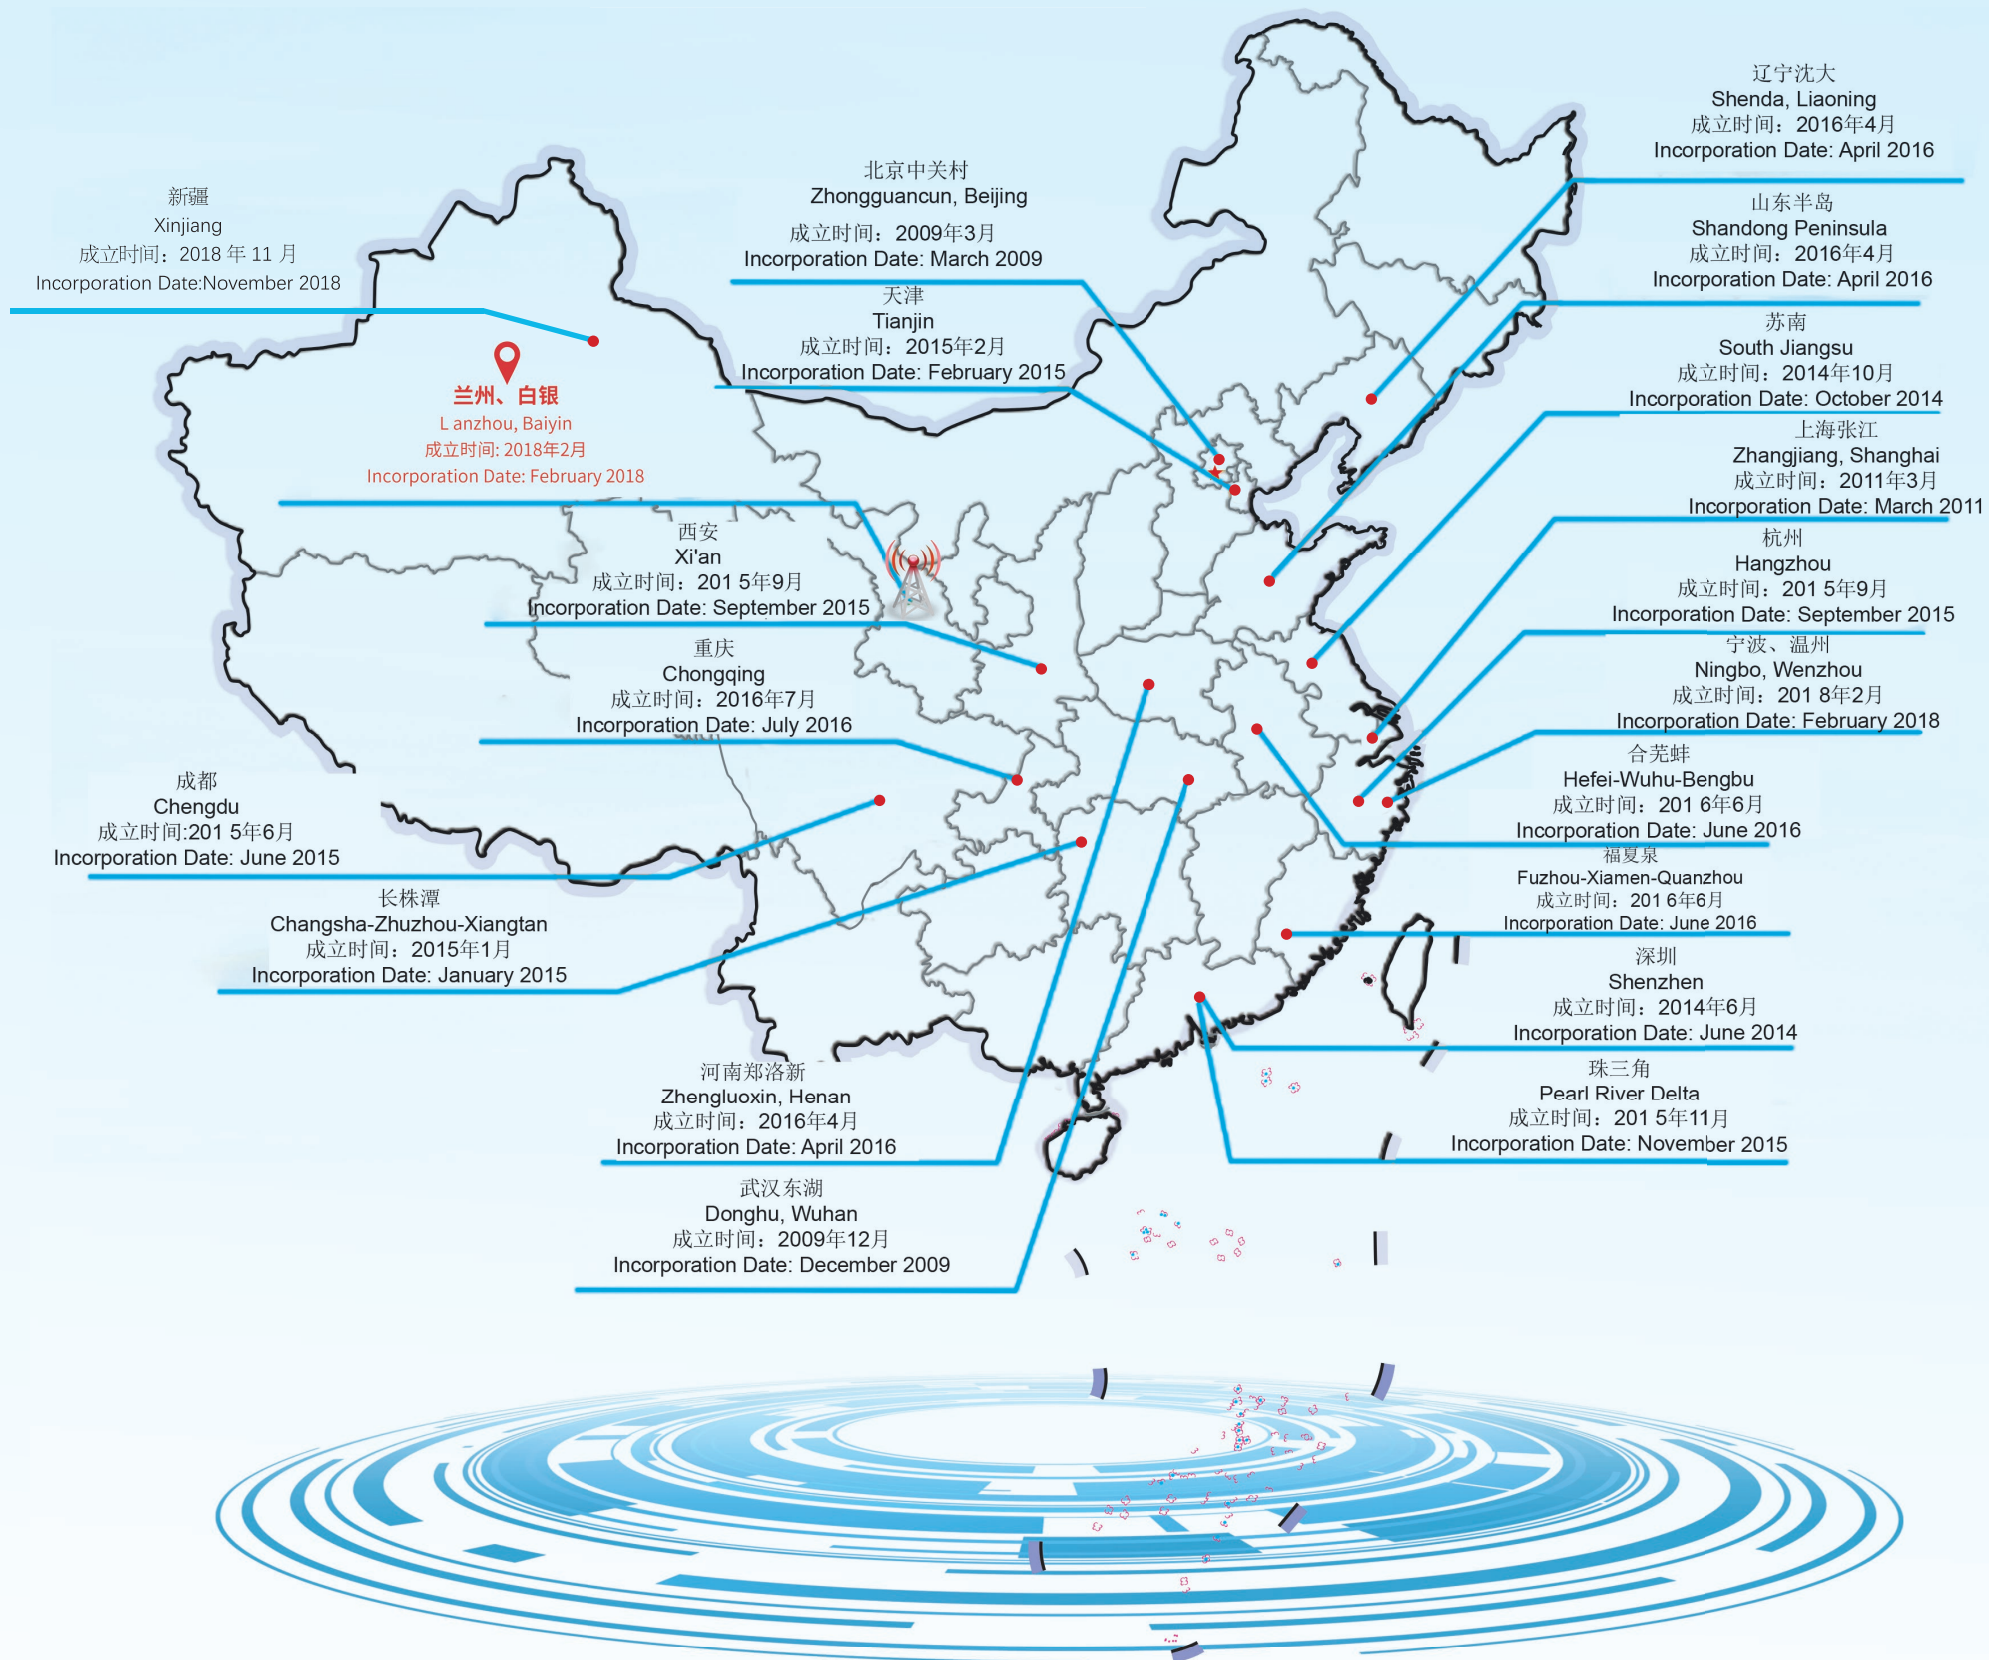 辽宁沈大
Shenda, Liaoning
成立时间：2016年4月
Incorporation Date: April 2016
北京中关村
Zhongguancun, Beijing
成立时间：2009年3月
Incorporation Date: March 2009
新疆
Xinjiang
成立时间：2018 年 11 月
Incorporation Date:November 2018
山东半岛
Shandong Peninsula
成立时间：2016年4月
Incorporation Date: April 2016
天津
Tianjin
成立时间：2015年2月
Incorporation Date: February 2015
苏南
South Jiangsu
成立时间：2014年10月
Incorporation Date: October 2014
兰州、白银
L anzhou, Baiyin
成立时间: 2018年2月
Incorporation Date: February 2018
上海张江
Zhangjiang, Shanghai
成立时间：2011年3月
Incorporation Date: March 2011
西安
Xi'an
成立时间：201 5年9月
Incorporation Date: September 2015
杭州
Hangzhou
成立时间：201 5年9月
Incorporation Date: September 2015
重庆
Chongqing
成立时间：2016年7月
Incorporation Date: July 2016
宁波、温州
Ningbo, Wenzhou
成立时间：201 8年2月
Incorporation Date: February 2018
成都
Chengdu
成立时间:201 5年6月
Incorporation Date: June 2015
合芜蚌
Hefei-Wuhu-Bengbu
成立时间：201 6年6月
Incorporation Date: June 2016
福夏泉
Fuzhou-Xiamen-Quanzhou
成立时间：201 6年6月
Incorporation Date: June 2016
长株潭
Changsha-Zhuzhou-Xiangtan
成立时间：2015年1月
Incorporation Date: January 2015
深圳
Shenzhen
成立时间：2014年6月
Incorporation Date: June 2014
河南郑洛新
Zhengluoxin, Henan
成立时间：2016年4月
Incorporation Date: April 2016
珠三角
Pearl River Delta
成立时间：201 5年11月
Incorporation Date: November 2015
武汉东湖
Donghu, Wuhan
成立时间：2009年12月
Incorporation Date: December 2009